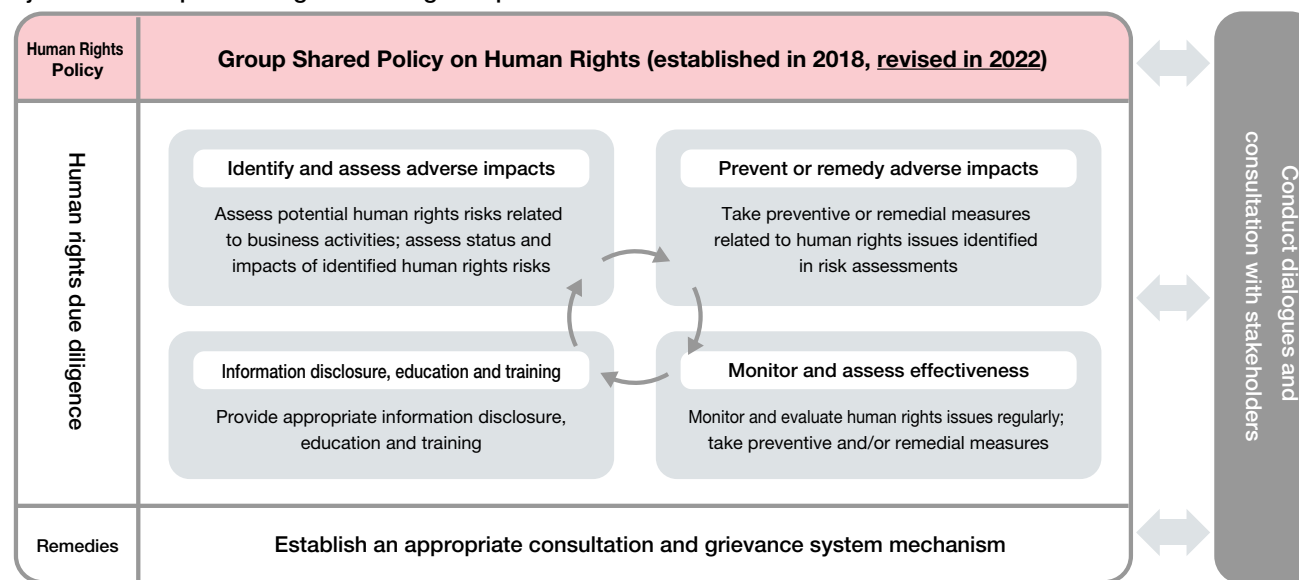 Human Rights
Policy
Group Shared Policy on Human Rights (established in 2018, revised in 2022)
Human rights due diligence
Identify and assess adverse impacts
Assess potential human rights risks related
to business activities; assess status and
impacts of identified human rights risks
Prevent or remedy adverse impacts
Take preventive or remedial measures
related to human rights issues identified
in risk assessments
Information disclosure, education and training
Provide appropriate information disclosure,
education and training
Monitor and assess effectiveness
Monitor and evaluate human rights issues regularly;
take preventive and/or remedial measures
Remedies
Establish an appropriate consultation and grievance system mechanism
Conduct dialogues and
consultation with stakeholders